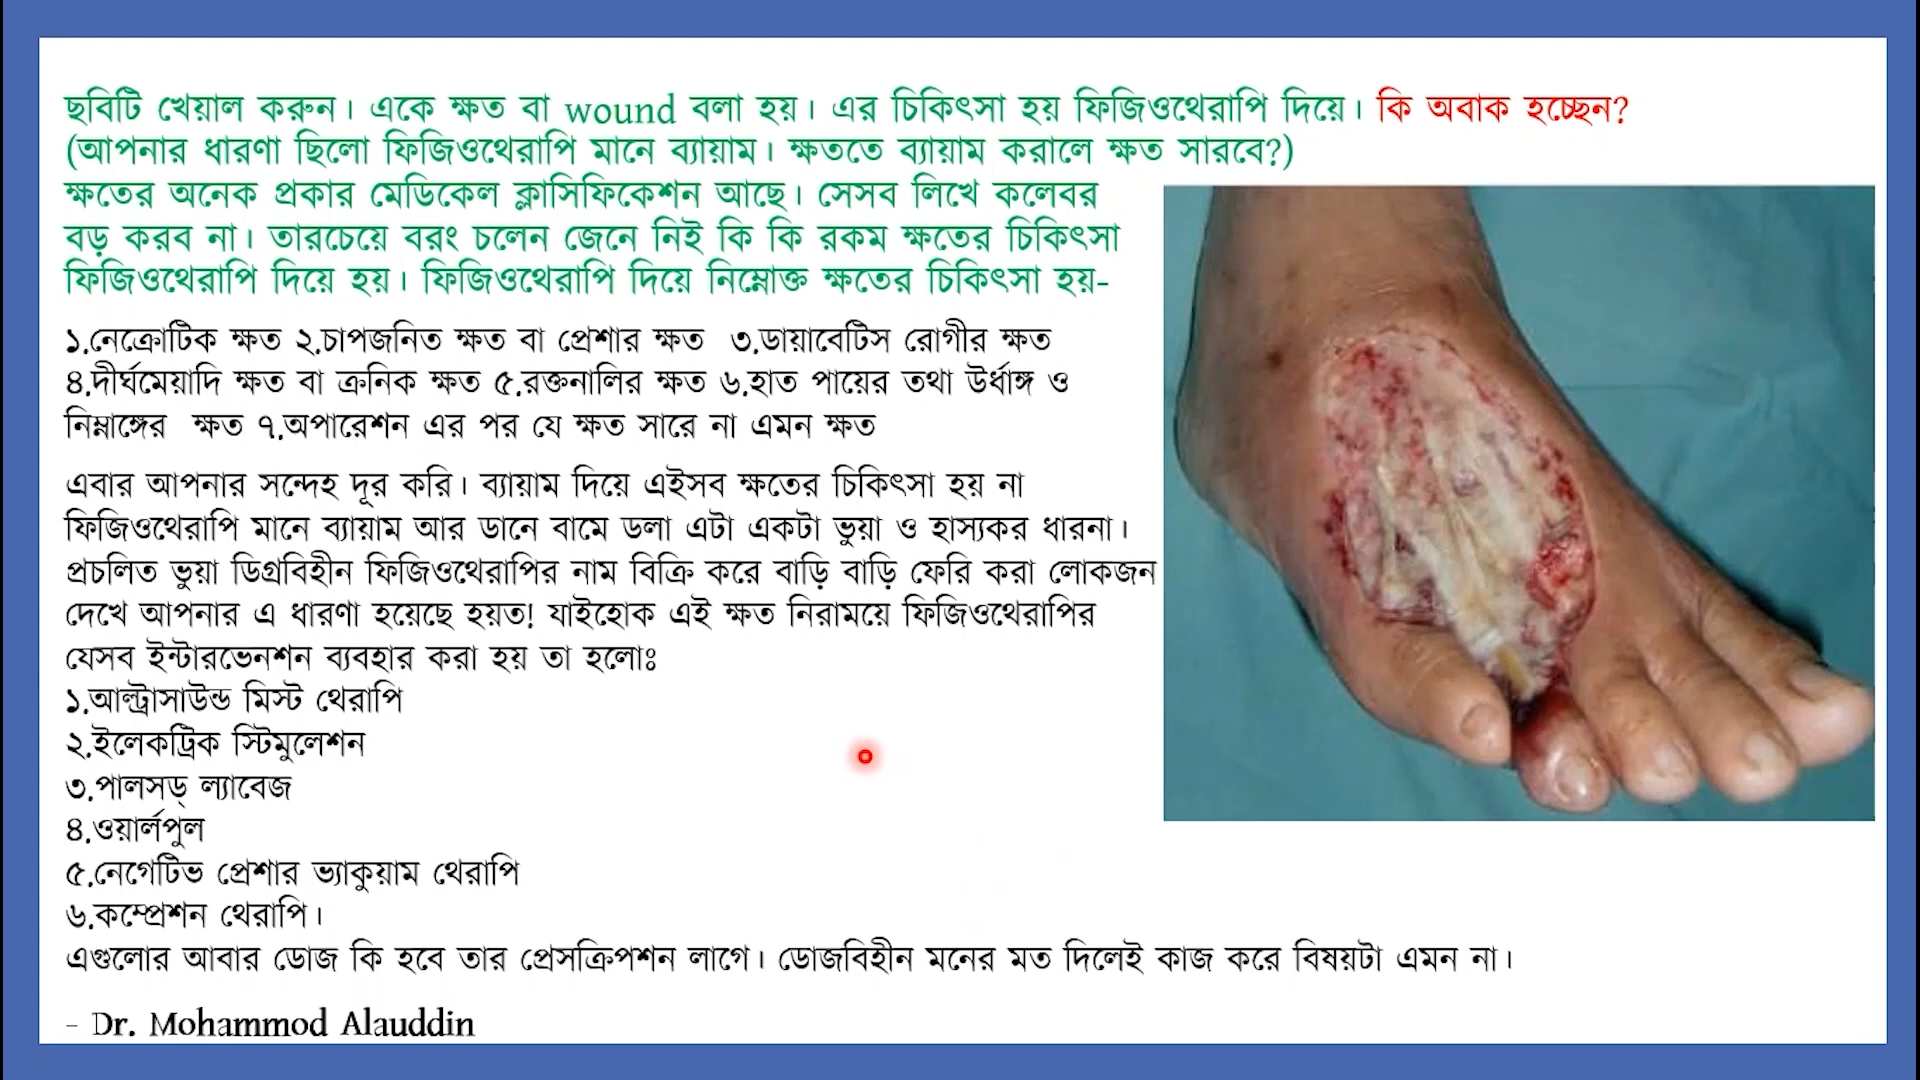 ছবিটি খেয়াল করুন। একে ক্ষত বা wound বলা হয়। এর চিকিৎসা হয় ফিজিওথেরাপি দিয়ে। কি অবাক হচ্ছেন?
(আপনার ধারণা ছিলো ফিজিওথেরাপি মানে ব্যায়াম। ক্ষততে ব্যায়াম করালে ক্ষত সারবে?)
ক্ষতের অনেক প্রকার মেডিকেল ক্লাসিফিকেশন আছে। সেসব লিখে কলেবর
বড় করব না। তারচেয়ে বরং চলেন জেনে নিই কি কি রকম ক্ষতের চিকিৎসা
ফিজিওথেরাপি দিয়ে হয়। ফিজিওথেরাপি দিয়ে নিম্নোক্ত ক্ষতের চিকিৎসা হয়-
১.নেক্রোটিক ক্ষত ২.চাপজনিত ক্ষত বা প্রেশার ক্ষত ৩.ডায়াবেটিস রোগীর ক্ষত
৪.দীর্ঘমেয়াদি ক্ষত বা ক্রনিক ক্ষত ৫.রক্তনালির ক্ষত ৬.হাত পায়ের তথা উর্ধাঙ্গ ও
নিম্নাঙ্গের ক্ষত ৭.অপারেশন এর পর যে ক্ষত সারে না এমন ক্ষত
এবার আপনার সন্দেহ দূর করি। ব্যায়াম দিয়ে এইসব ক্ষতের চিকিৎসা হয় না
ফিজিওথেরাপি মানে ব্যায়াম আর ডানে বামে ডলা এটা একটা ভুয়া ও হাস্যকর ধারনা।
প্রচলিত ভুয়া ডিগ্রবিহীন ফিজিওথেরাপির নাম বিক্রি করে বাড়ি বাড়ি ফেরি করা লোকজন
দেখে আপনার এ ধারণা হয়েছে হয়ত! যাইহোক এই ক্ষত নিরাময়ে ফিজিওথেরাপির
যেসব ইন্টারভেনশন ব্যবহার করা হয় তা হলোঃ
১.আল্ট্রাসাউন্ড মিস্ট থেরাপি
২.ইলেকট্রিক স্টিমুলেশন
৩.পালসড্ ল্যাবেজ
৪.ওয়ার্লপুল
৫.নেগেটিভ প্রেশার ভ্যাকুয়াম থেরাপি
৬.কম্প্রেশন থেরাপি।
এগুলোর আবার ডোজ কি হবে তার প্রেসক্রিপশন লাগে। ডোজবিহীন মনের মত দিলেই কাজ করে বিষয়টা এমন না।
- Dr. Mohammod Alauddin